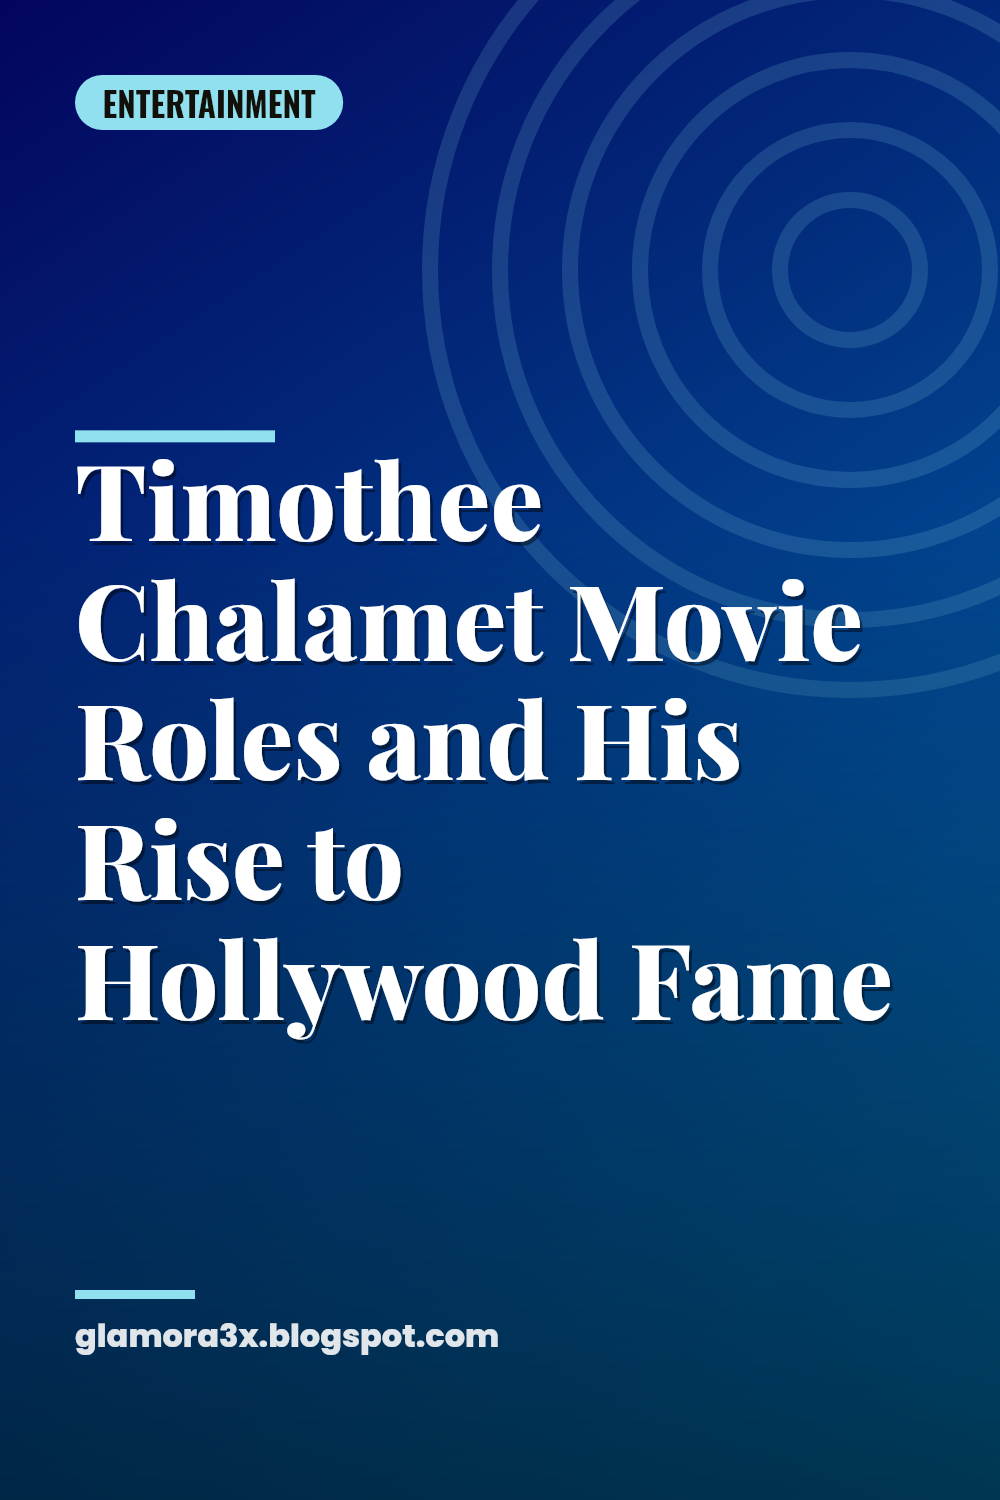 ENTERTAINMENT
Timothee
Chalamet Movie
Roles and His
Rise to
Hollywood Fame
glamora3x.blogspot.com